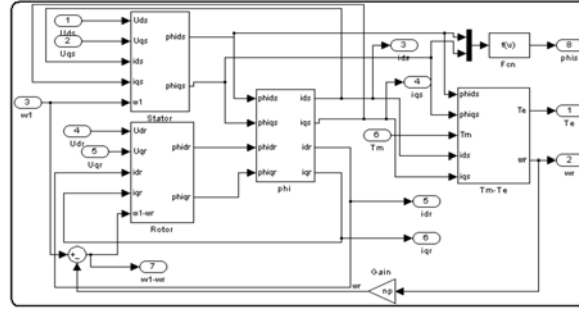 1
Uds
2
Uqs
Uds
Uqs
ids
iqs
w1
phids
phiqs
Stator
3
w1
4
Udr
5
Uqr
Udr
Uqr
idr
iqr
w1-wr
phidr
phiqr
Rotor
phids
phiqs
phidr
phiqr
ids
iqs
idr
iqr
phi
3
ids
4
iqs
f(u)
Fcn
8
phis
6
Tm
phids
phiqs
Tm
ids
iqs
Te
wr
Tm-Te
1
Te
2
wr
5
idr
6
iqr
7
w1-wr
Gain
np
wr